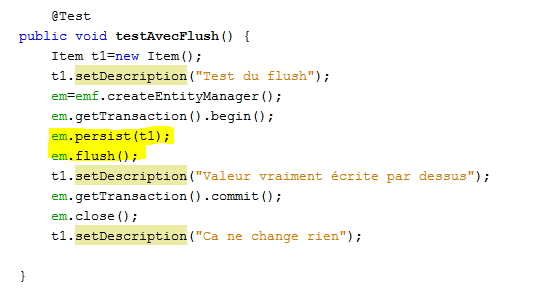 @Test
public void testAvecFlush() {
Item t1=new Item();
t1.setDescription("Test du flush");
em=emf.createEntityManager();
em.getTransaction().begin();
em.persist(t1);
em.flush();
t1.setDescription("Valeur vraiment écrite par dessus");
em.getTransaction().commit();
em.close();
t1.setDescription("Ca ne change rien");
}